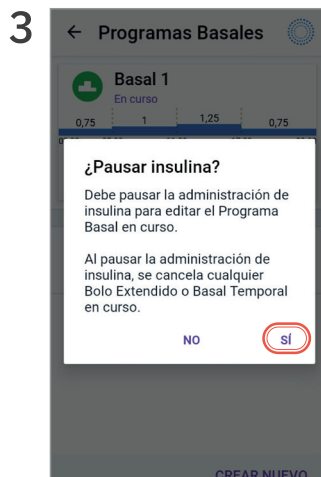 3
← Programas Basales
Basal 1
En curso
0,75 1 1,25 0,75
¿Pausar insulina?
Debe pausar la administración de
insulina para editar el Programa
Basal en curso.
Al pausar la administración de
insulina, se cancela cualquier
Bolo Extendido o Basal Temporal
en curso.
NO SÍ
CREAR NUEVO